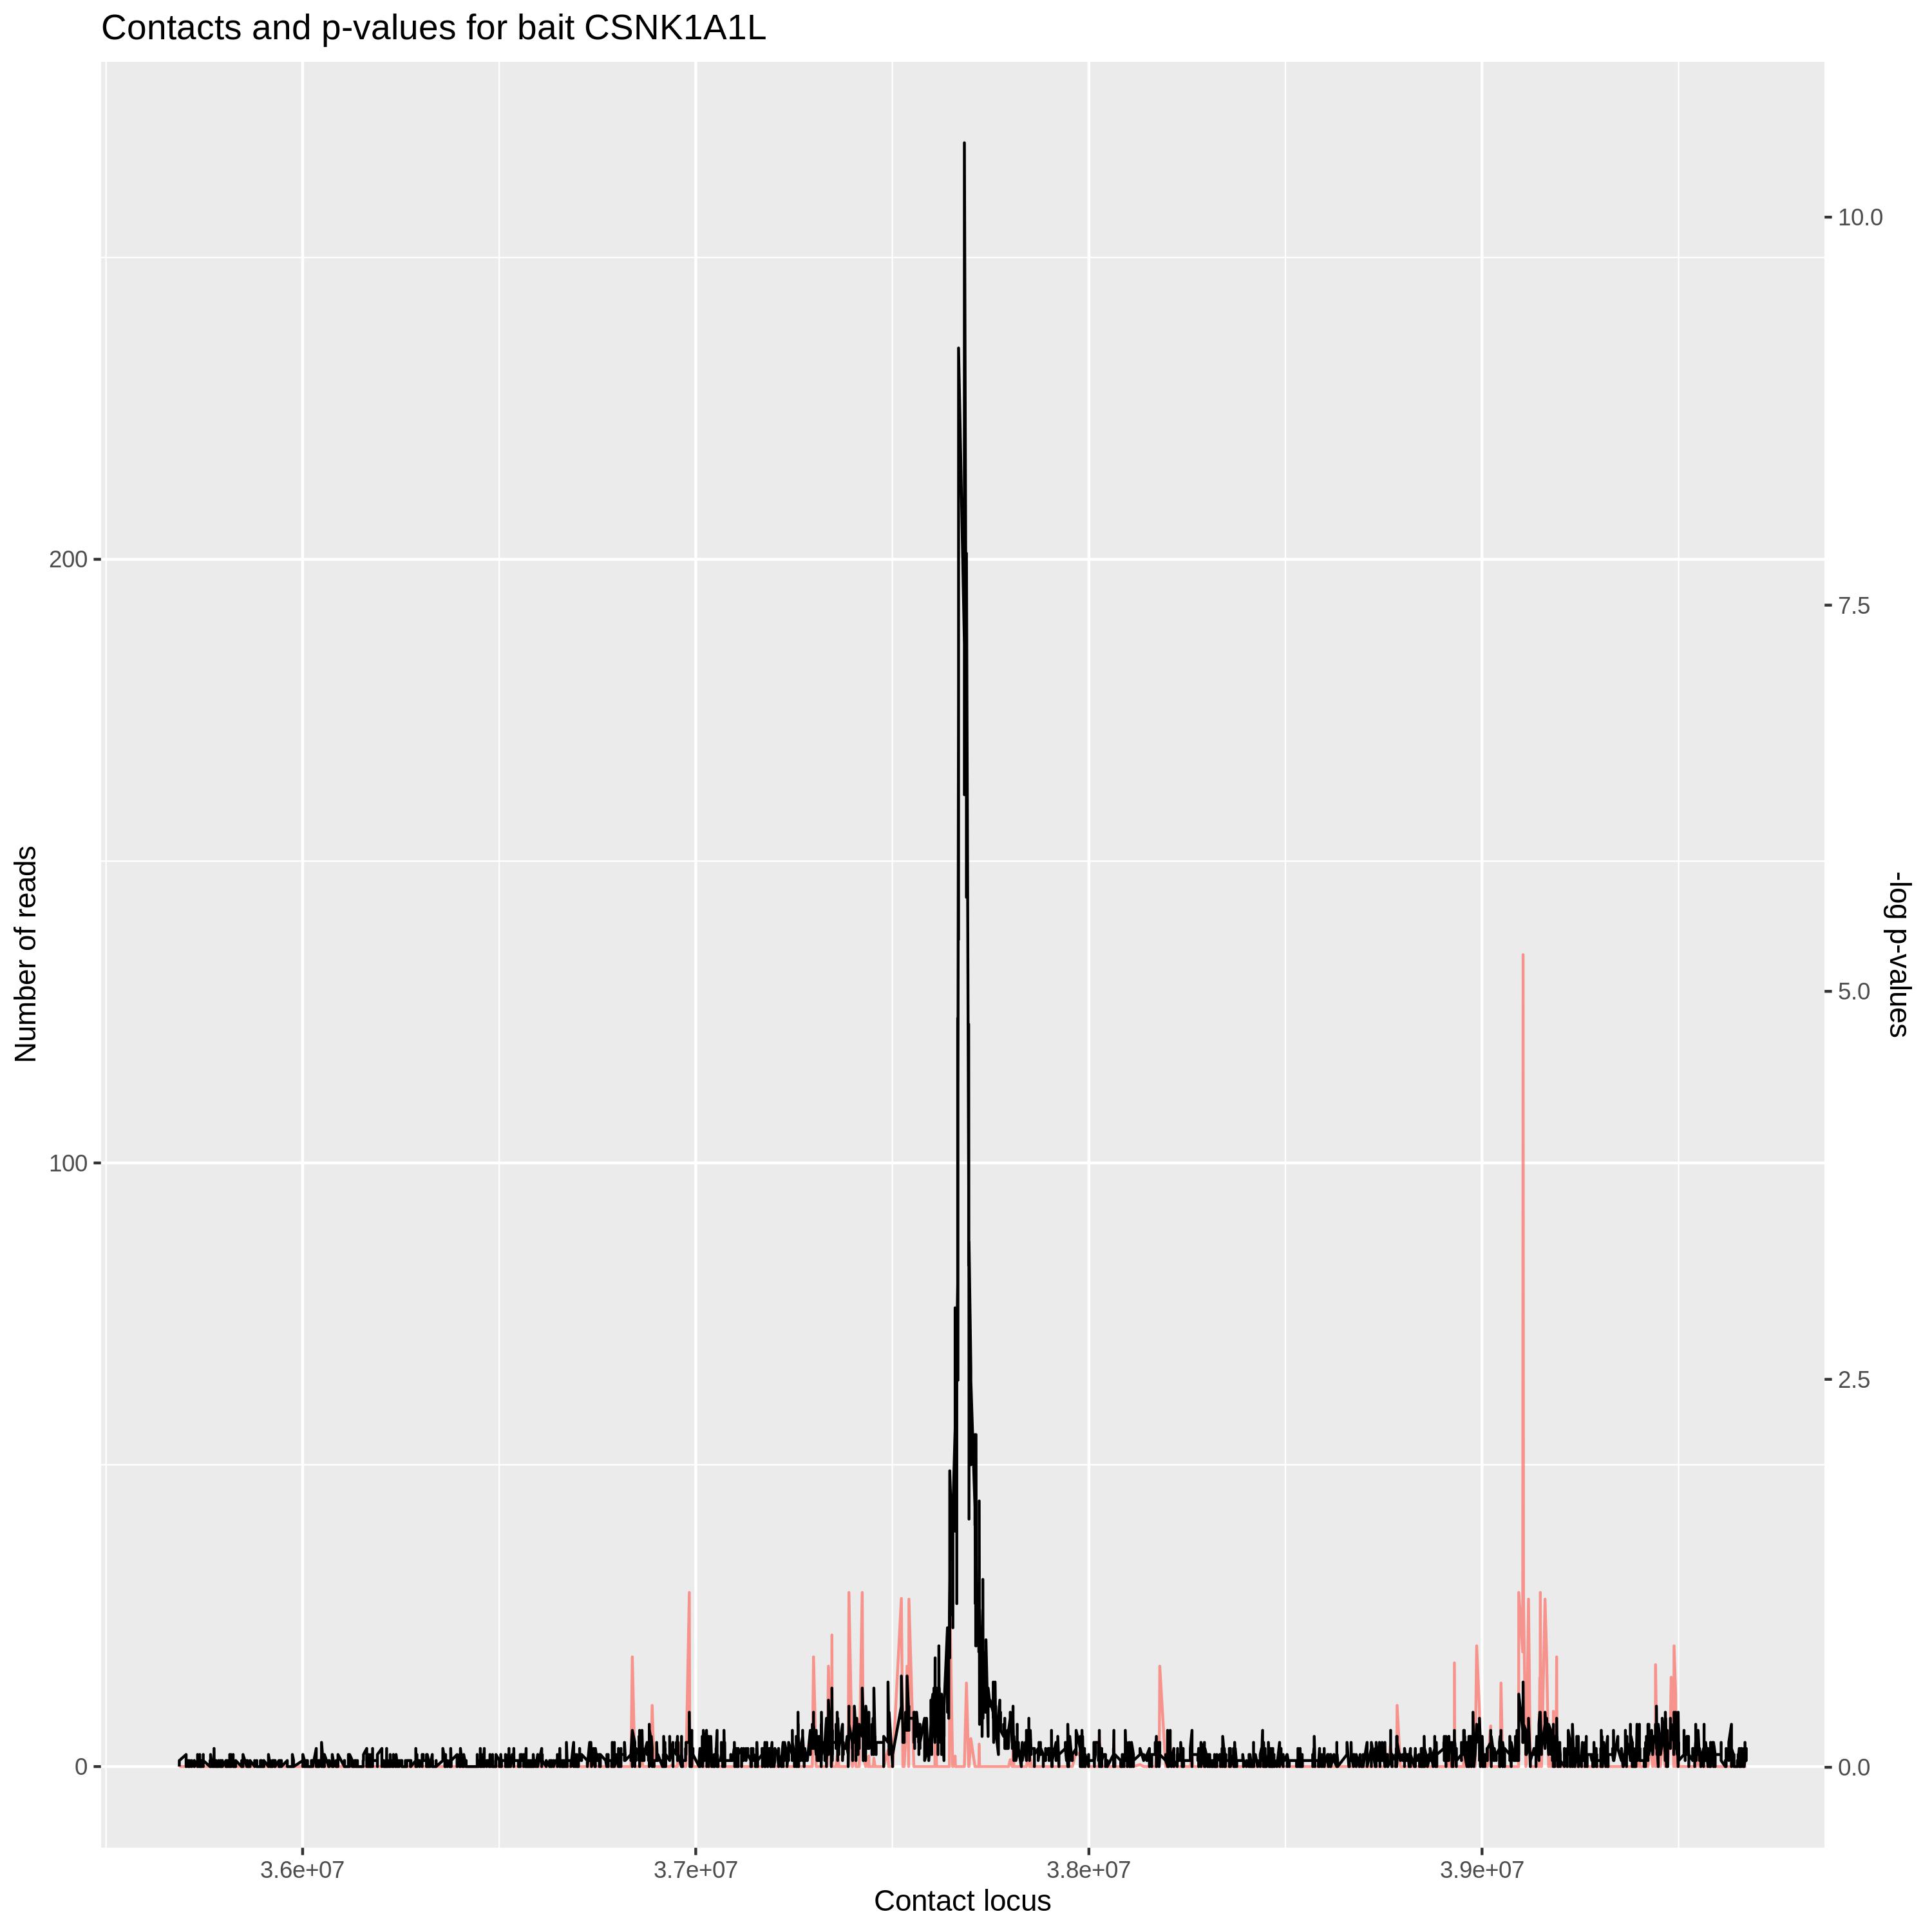 Contacts and p-values for bait CSNK1A1L
10.0
200
7.5
Number of reads
-log p-values
5.0
100
2.5
0
0.0
3.6e+07
3.7e+07
3.8e+07
3.9e+07
Contact locus